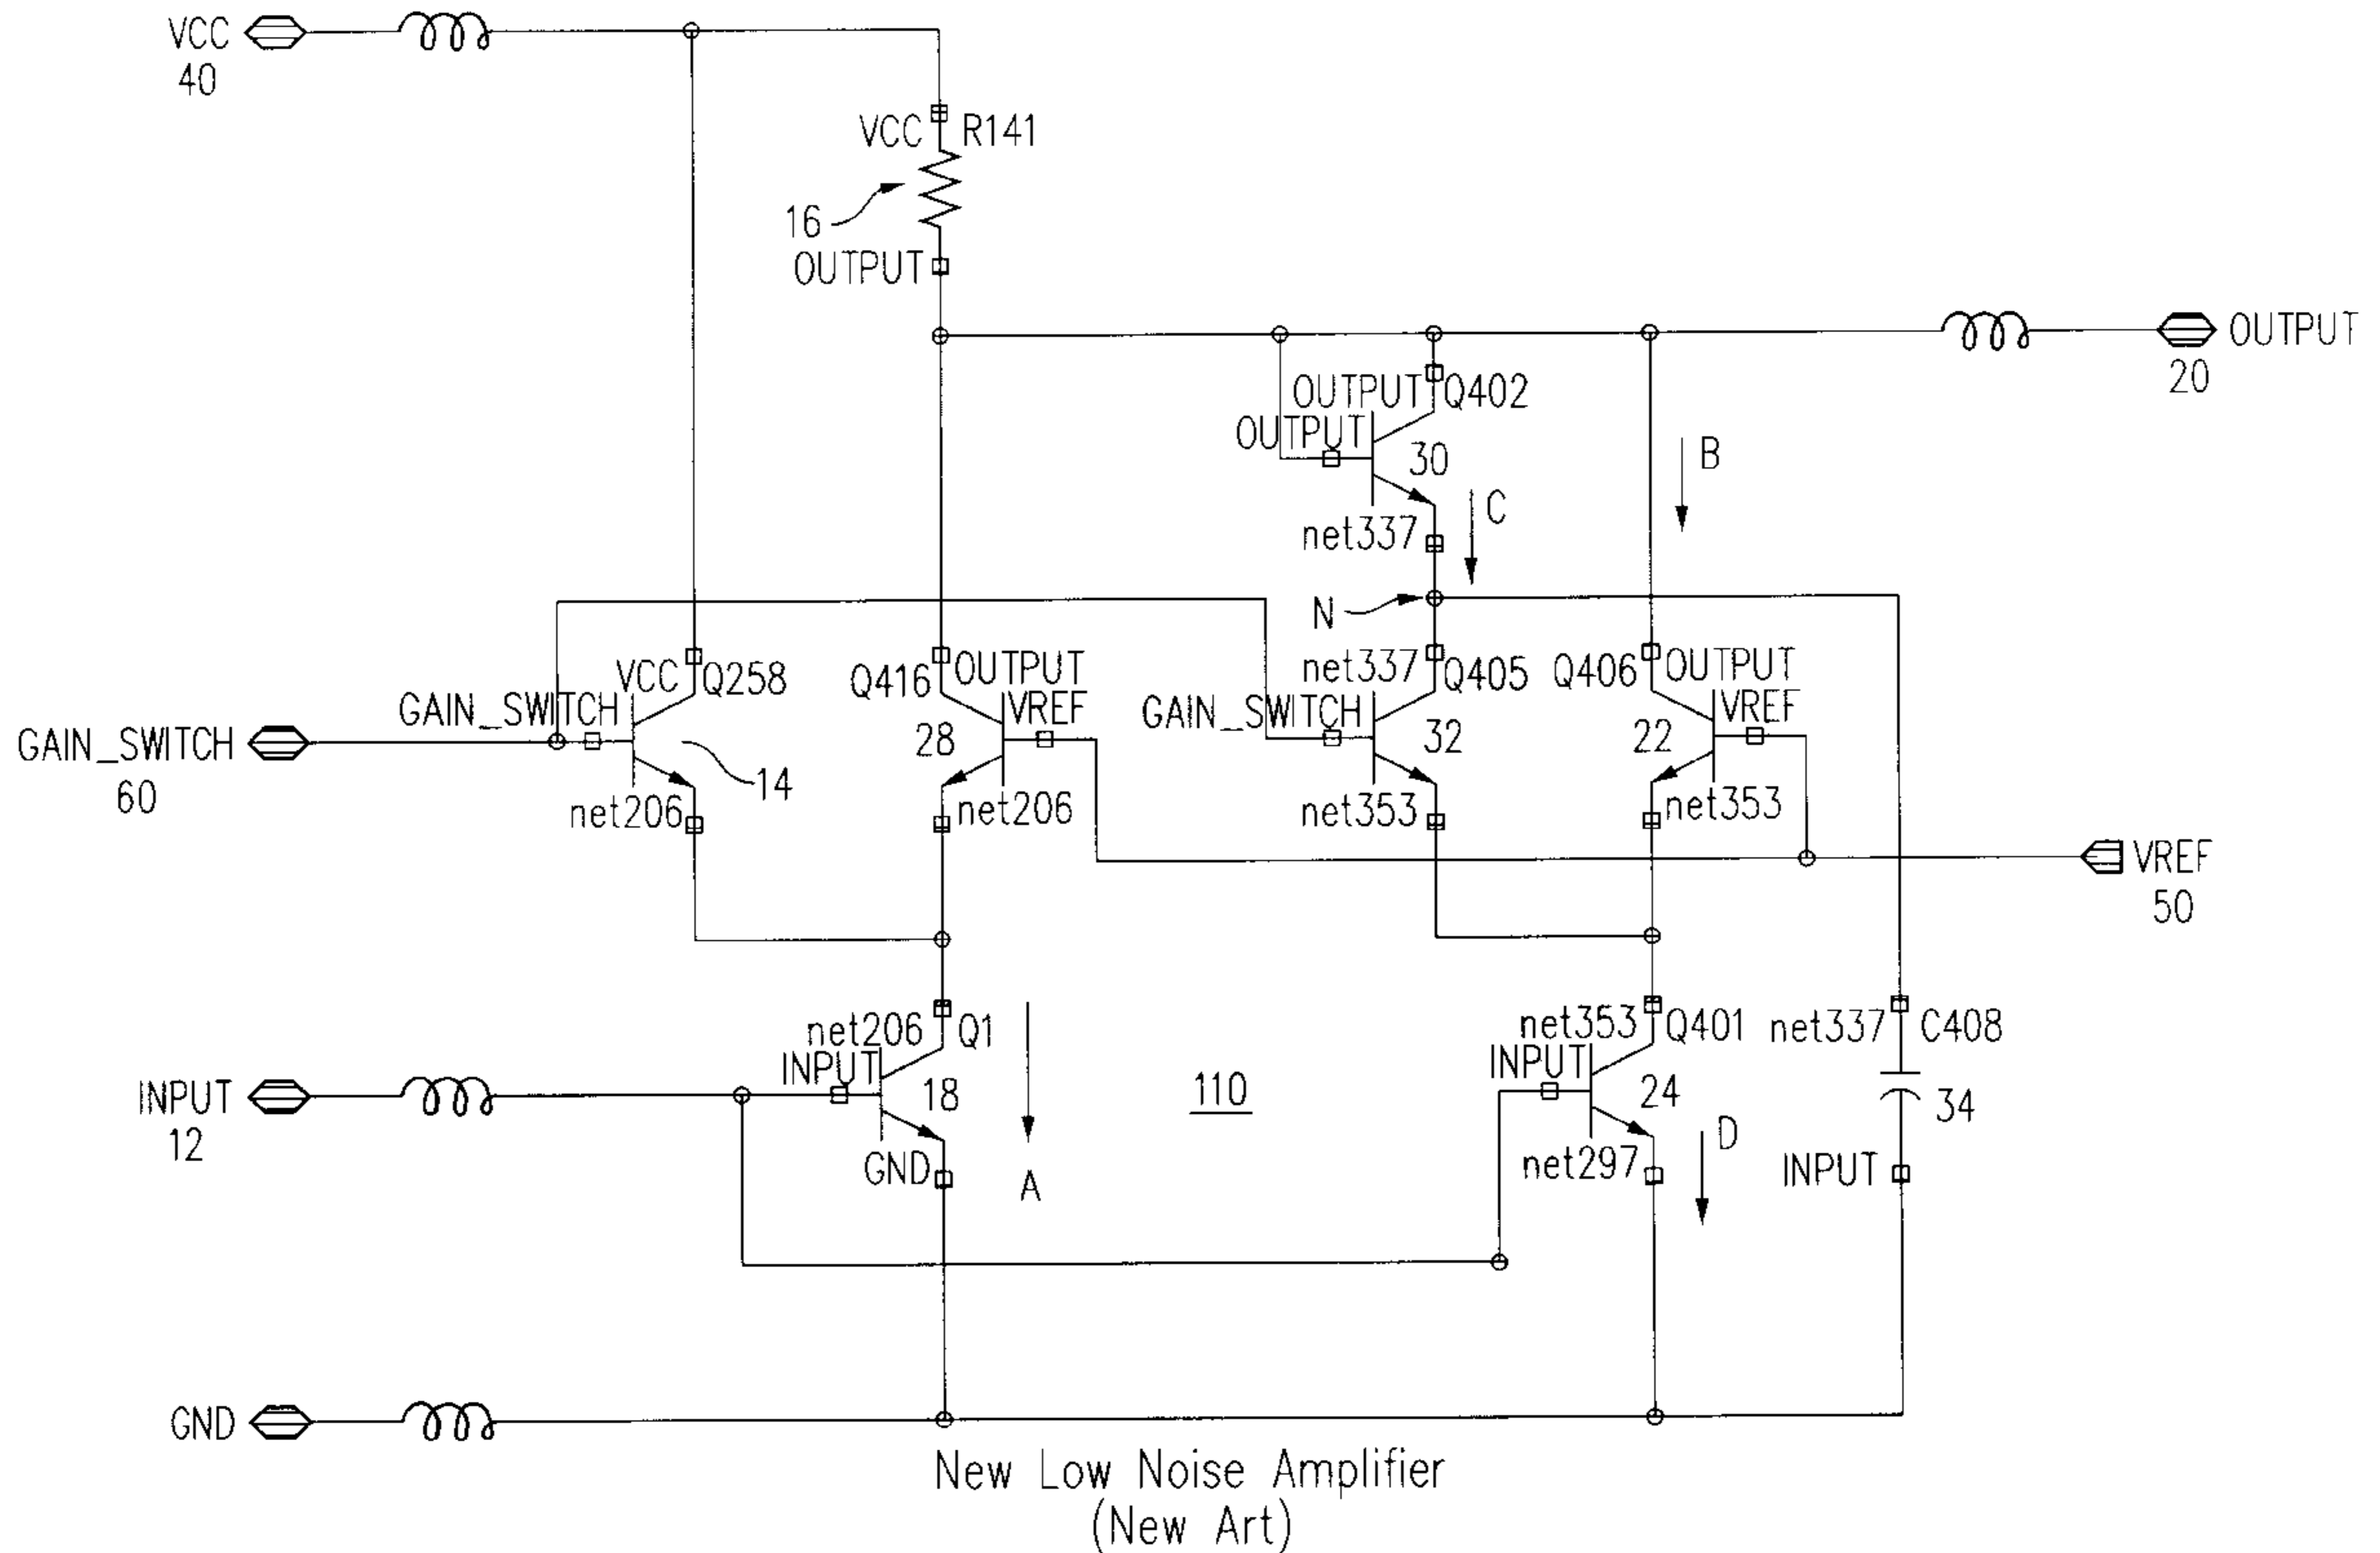 VCC
40
VCC
R141
16
OUTPUT
OUTPUT
20
OUTPUT
Q402
OUTPUT
30
B
C
net337
N
net337
Q405
Q406
OUTPUT
VCC
Q258
Q416
OUTPUT
VREF
VREF
GAIN_SWITCH
GAIN_SWITCH
GAIN_SWITCH
60
28
32
22
14
net206
net206
net353
net353
VREF
50
net206
Q1
net353
Q401
net337
C408
INPUT
INPUT
INPUT
12
18
110
24
34
GND
A
net297
D
INPUT
GND
New Low Noise Amplifier
(New Art)